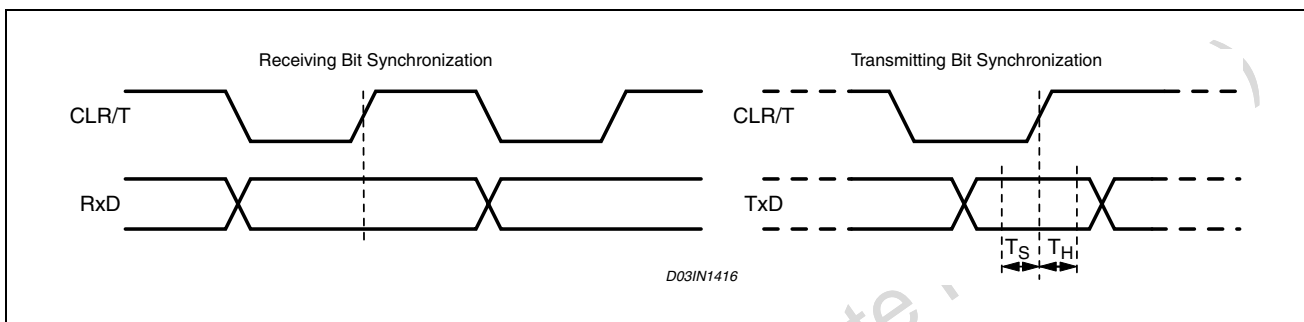 Receiving Bit Synchronization
Transmitting Bit Synchronization
CLR/T
CLR/T
RxD
TxD
TS TH
D03IN1416